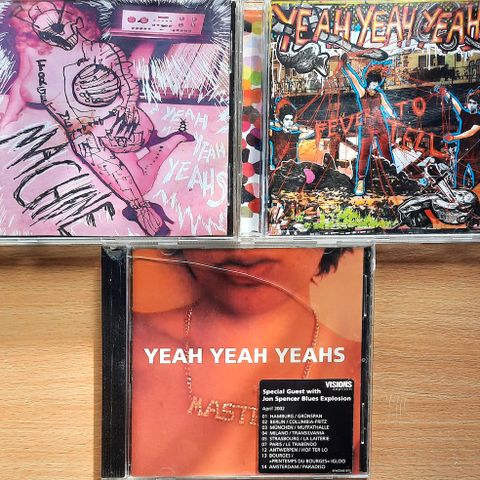 MACHINE
YEAH
YEAH
YEAHS
YEAH YEAH YEAH
FEVER TO
TELL
YEAH YEAH YEAHS
VISIONS
Special Guest with
Jon Spencer Blues Explosion
April 2002
01 HAMBURG / GRÜNSPAN
02 BERLIN / COLUMBIA-FRITZ
03 MÜNCHEN / MUFFATHALLE
04 MILANO / TRANSILVANIA
05 STRASBOURG / LA LAITERIE
07 PARIS / LE TRABENDO
12 ANTWERPEN / HOF TER LO
13 BOURGES /
»PRINTEMPS DU BOURGES« IGLOO
14 AMSTERDAM / PARADISO